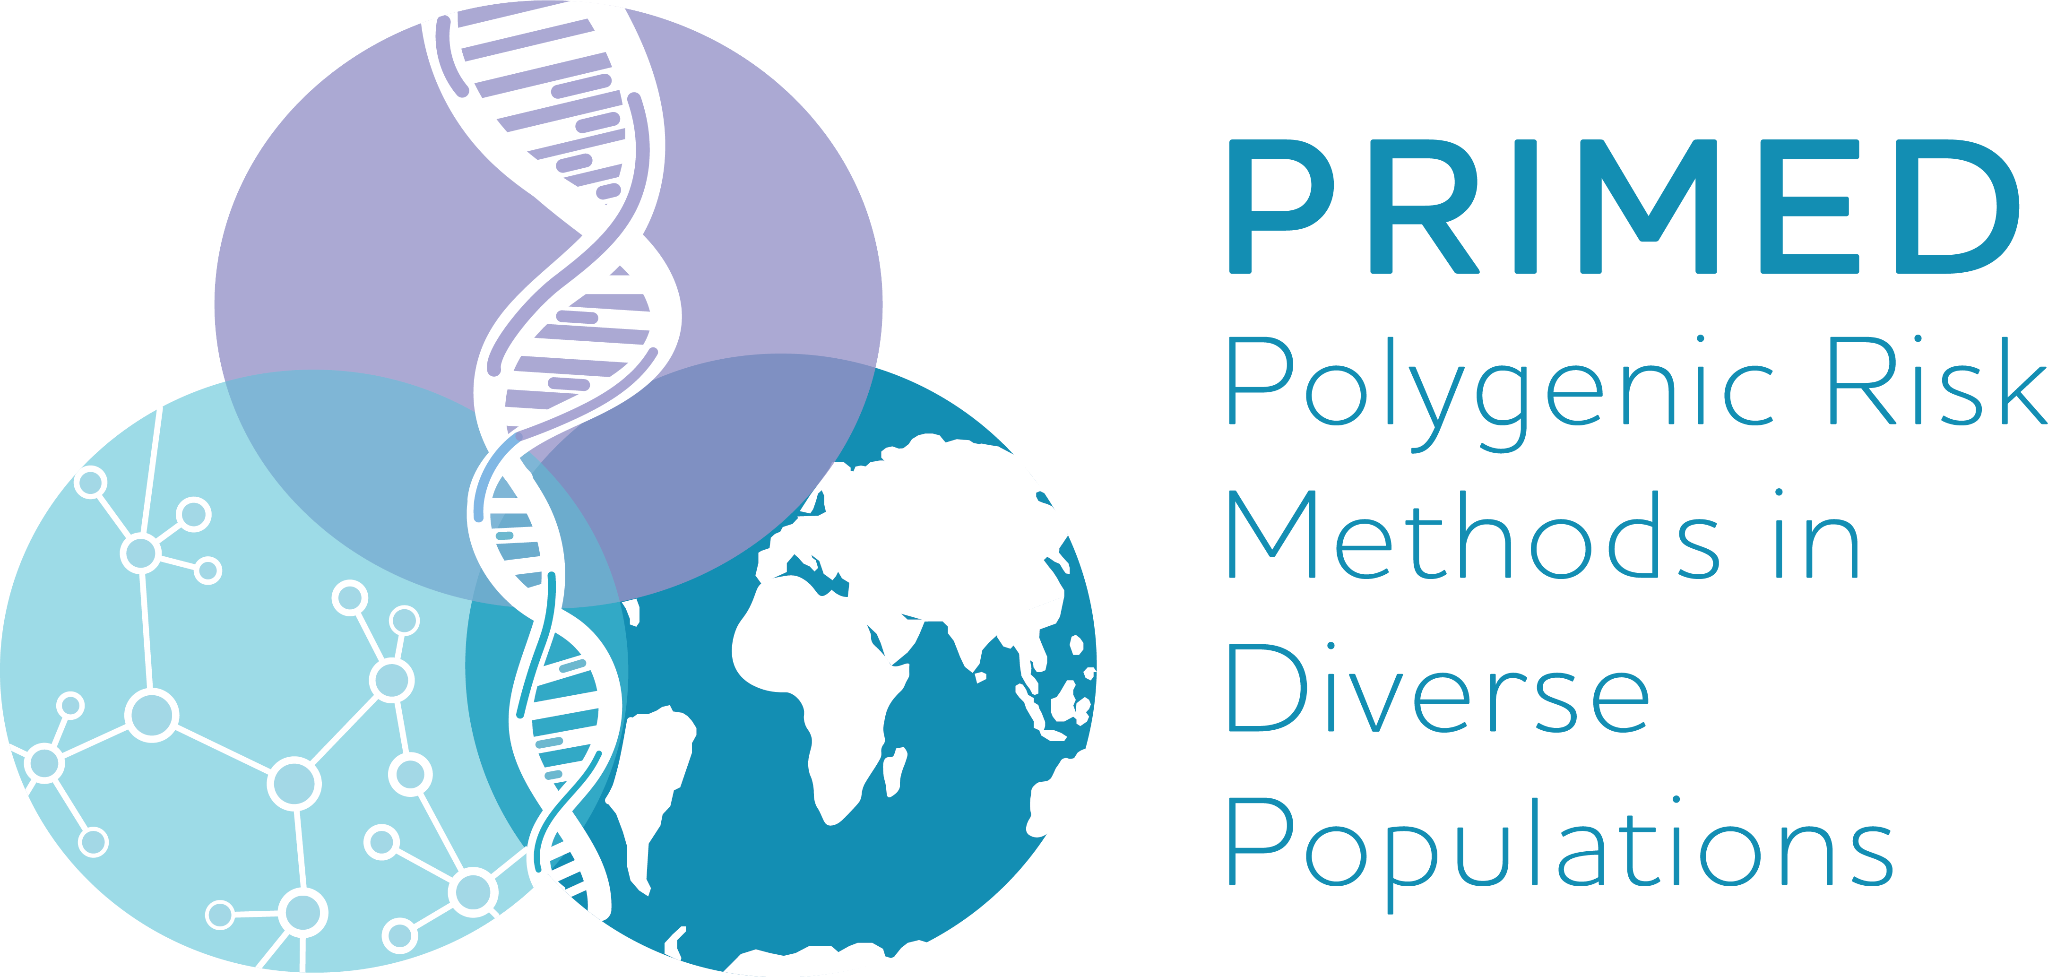 PRIMED
Polygenic Risk
Methods in
Diverse
Populations